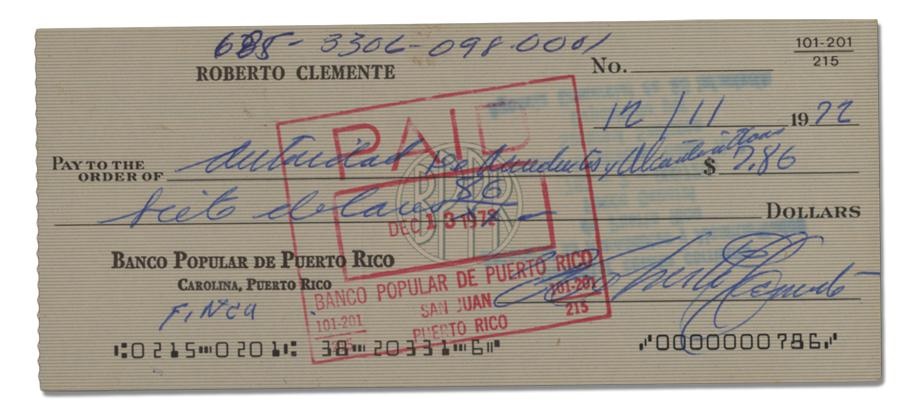 685-3306-098-0001
ROBERTO CLEMENTE
No.
101-201
215
12/11 1972
PAY TO THE ORDER OF Autoridad de Acueductos y Alcantarillados $ 7.86
Siete dolares 86/xx DOLLARS
PAID
DEC 13 1972
BANCO POPULAR DE PUERTO RICO
CAROLINA, PUERTO RICO
Finca
Roberto Clemente
BANCO POPULAR DE PUERTO RICO
SAN JUAN
101-201
215
PUERTO RICO
101-201
⑆0215⑉0201⑆ 38⑉20331⑉6⑈ ⑈0000000786⑈